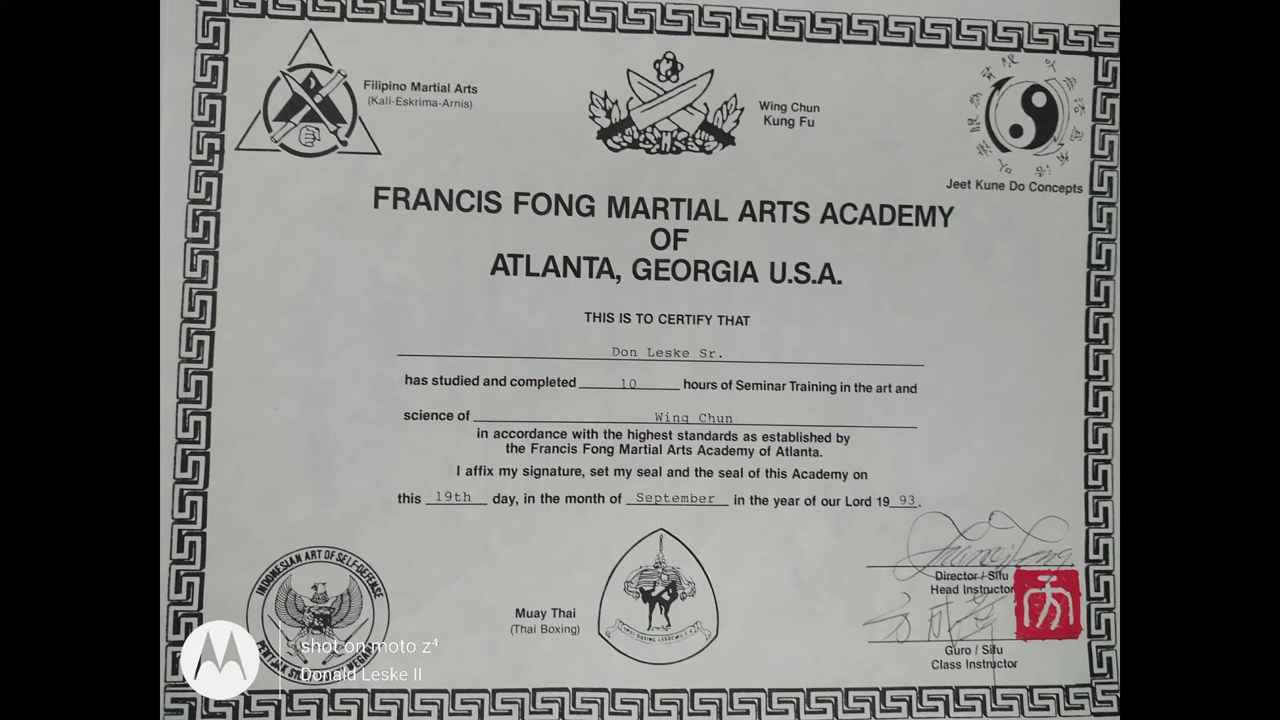 Filipino Martial Arts
(Kali-Eskrima-Arnis)
Wing Chun
Kung Fu
Jeet Kune Do Concepts
FRANCIS FONG MARTIAL ARTS ACADEMY
OF
ATLANTA, GEORGIA U.S.A.
THIS IS TO CERTIFY THAT
Don Leske Sr.
has studied and completed 10 hours of Seminar Training in the art and
science of Wing Chun
in accordance with the highest standards as established by
the Francis Fong Martial Arts Academy of Atlanta.
I affix my signature, set my seal and the seal of this Academy on
this 19th day, in the month of September in the year of our Lord 19 93.
Francis Fong
Director / Sifu
Head Instructor
Guro / Sifu
Class Instructor
INDONESIAN ART OF SELF-DEFENSE
Muay Thai
(Thai Boxing)
shot on moto z⁴
Donald Leske II